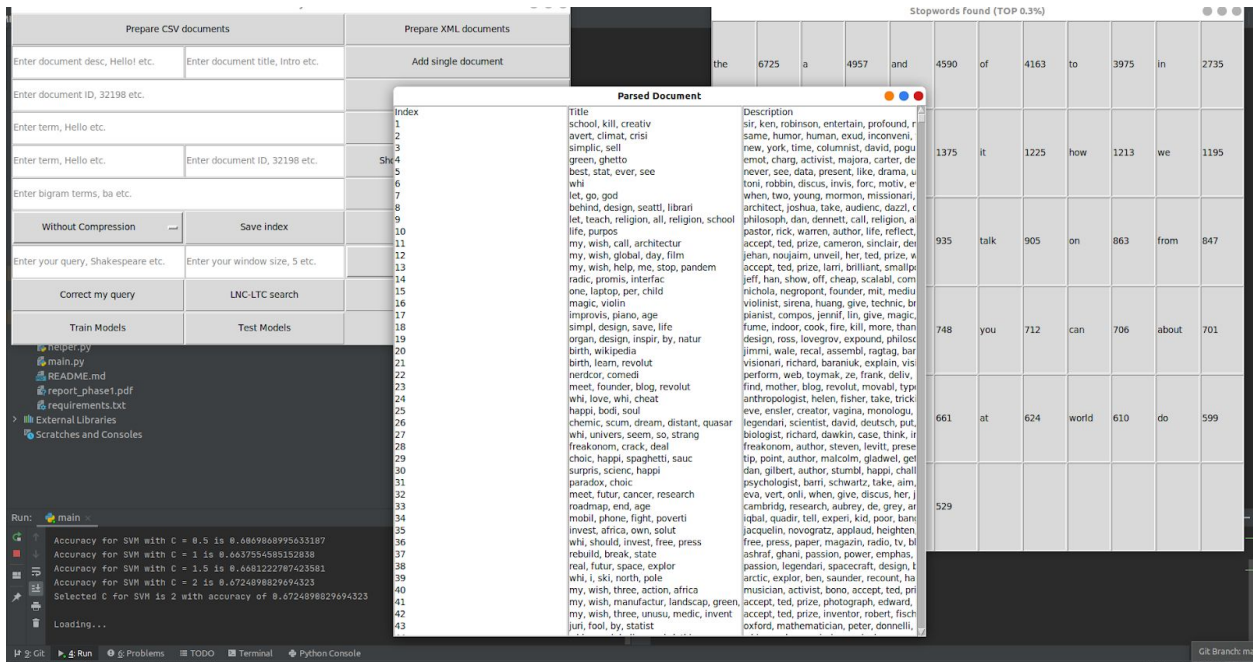 Stopwords found (TOP 0.3%)
Prepare CSV documents Prepare XML documents
Enter document desc, Hello! etc. Enter document title, Intro etc. Add single document
Enter document ID, 32198 etc.
Enter term, Hello etc.
Enter term, Hello etc. Enter document ID, 32198 etc.
Enter bigram terms, ba etc.
Without Compression Save index
Enter your query, Shakespeare etc. Enter your window size, 5 etc.
Correct my query LNC-LTC search
Train Models Test Models
the 6725 a 4957 and 4590 of 4163 to 3975 in 2735
1375 it 1225 how 1213 we 1195
935 talk 905 on 863 from 847
748 you 712 can 706 about 701
661 at 624 world 610 do 599
529
Parsed Document
Index Title Description
1 school, kill, creativ sir, ken, robinson, entertain, profound,
2 avert, climat, crisi same, humor, human, exud, inconveni,
3 simplic, sell new, york, time, columnist, david, pogu
4 green, ghetto emot, charg, activist, majora, carter, de
5 best, stat, ever, see never, see, data, present, like, drama, u
6 whi toni, robbin, discus, invis, forc, motiv, e
7 let, go, god when, two, young, mormon, missionari,
8 behind, design, seattl, librari architect, joshua, take, audienc, dazzl,
9 let, teach, religion, all, religion, school philosoph, dan, dennett, call, religion, a
10 life, purpos pastor, rick, warren, author, life, reflect,
11 my, wish, call, architectur accept, ted, prize, cameron, sinclair, de
12 my, wish, global, day, film jehan, noujaim, unveil, her, ted, prize, w
13 my, wish, help, me, stop, pandem accept, ted, prize, larri, brilliant, smallp
14 radic, promis, interfac jeff, han, show, off, cheap, scalabl, com
15 one, laptop, per, child nichola, negropont, founder, mit, mediu
16 magic, violin violinist, sirena, huang, give, technic, br
17 improvis, piano, age pianist, compos, jennif, lin, give, magic,
18 simpl, design, save, life fume, indoor, cook, fire, kill, more, than
19 organ, design, inspir, by, natur design, ross, lovegrov, expound, philoso
20 birth, wikipedia jimmi, wale, recal, assembl, ragtag, bar
21 birth, learn, revolut visionari, richard, baraniuk, explain, visi
22 nerdcor, comedi perform, web, toymak, ze, frank, deliv,
23 meet, founder, blog, revolut find, mother, blog, revolut, movabl, typ
24 whi, love, whi, cheat anthropologist, helen, fisher, take, tricki
25 happi, bodi, soul eve, ensler, creator, vagina, monologu,
26 chemic, scum, dream, distant, quasar legendari, scientist, david, deutsch, put,
27 whi, univers, seem, so, strang biologist, richard, dawkin, case, think, ir
28 freakonom, crack, deal freakonom, author, steven, levitt, prese
29 choic, happi, spaghetti, sauc tip, point, author, malcolm, gladwel, get
30 surpris, scienc, happi dan, gilbert, author, stumbl, happi, chall
31 paradox, choic psychologist, barri, schwartz, take, aim,
32 meet, futur, cancer, research eva, vert, onli, when, give, discus, her, j
33 roadmap, end, age cambridg, research, aubrey, de, grey, ar
34 mobil, phone, fight, poverti iqbal, quadir, tell, experi, kid, poor, ban
35 invest, africa, own, solut jacquelin, novogratz, applaud, heighten,
36 whi, should, invest, free, press free, press, paper, magazin, radio, tv, bl
37 rebuild, break, state ashraf, ghani, passion, power, emphas,
38 real, futur, space, explor passion, legendari, spacecraft, design, b
39 whi, i, ski, north, pole arctic, explor, ben, saunder, recount, ha
40 my, wish, three, action, africa musician, activist, bono, accept, ted, pri
41 my, wish, manufactur, landscap, green, accept, ted, prize, photograph, edward,
42 my, wish, three, unusu, medic, invent accept, ted, prize, inventor, robert, fisch
43 juri, fool, by, statist oxford, mathematician, peter, donnelli,
helper.py
main.py
README.md
report_phase1.pdf
requirements.txt
External Libraries
Scratches and Consoles
Run: main
Accuracy for SVM with C = 0.5 is 0.6069868995633187
Accuracy for SVM with C = 1 is 0.6637554585152838
Accuracy for SVM with C = 1.5 is 0.6681222707423581
Accuracy for SVM with C = 2 is 0.6724890829694323
Selected C for SVM is 2 with accuracy of 0.6724890829694323
Loading...
9: Git 4: Run 6: Problems TODO Terminal Python Console
Git Branch: ma